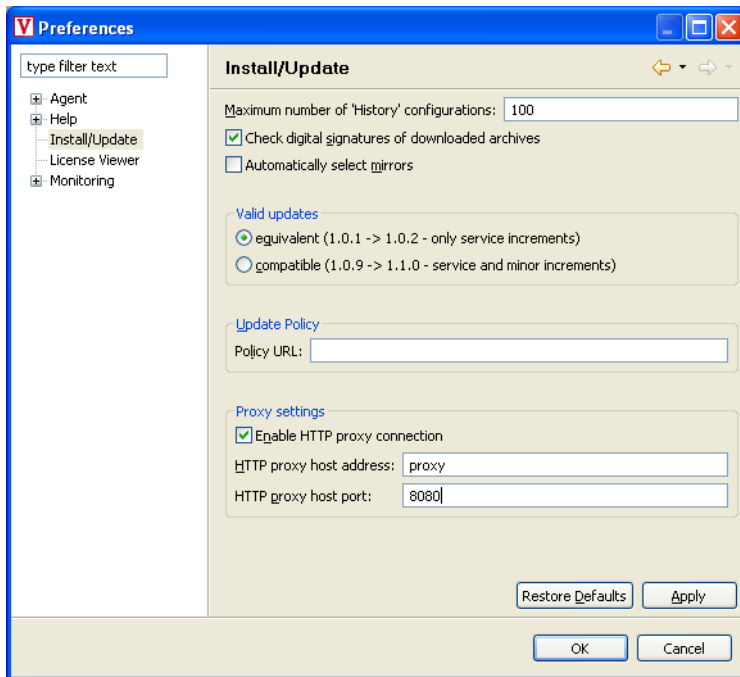 V Preferences
type filter text
Agent
Help
Install/Update
License Viewer
Monitoring
Install/Update
Maximum number of 'History' configurations: 100
Check digital signatures of downloaded archives
Automatically select mirrors
Valid updates
equivalent (1.0.1 -> 1.0.2 - only service increments)
compatible (1.0.9 -> 1.1.0 - service and minor increments)
Update Policy
Policy URL:
Proxy settings
Enable HTTP proxy connection
HTTP proxy host address: proxy
HTTP proxy host port: 8080
Restore Defaults Apply
OK Cancel